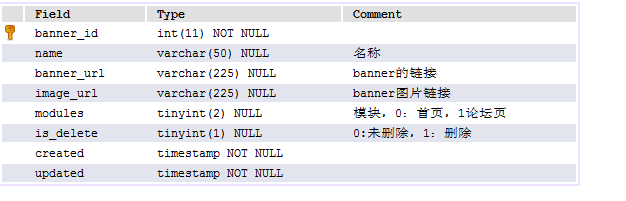 Field Type Comment
banner_id int(11) NOT NULL
name varchar(50) NULL 名称
banner_url varchar(225) NULL banner的链接
image_url varchar(225) NULL banner图片链接
modules tinyint(2) NULL 模块，0：首页，1论坛页
is_delete tinyint(1) NULL 0:未删除，1：删除
created timestamp NOT NULL
updated timestamp NOT NULL